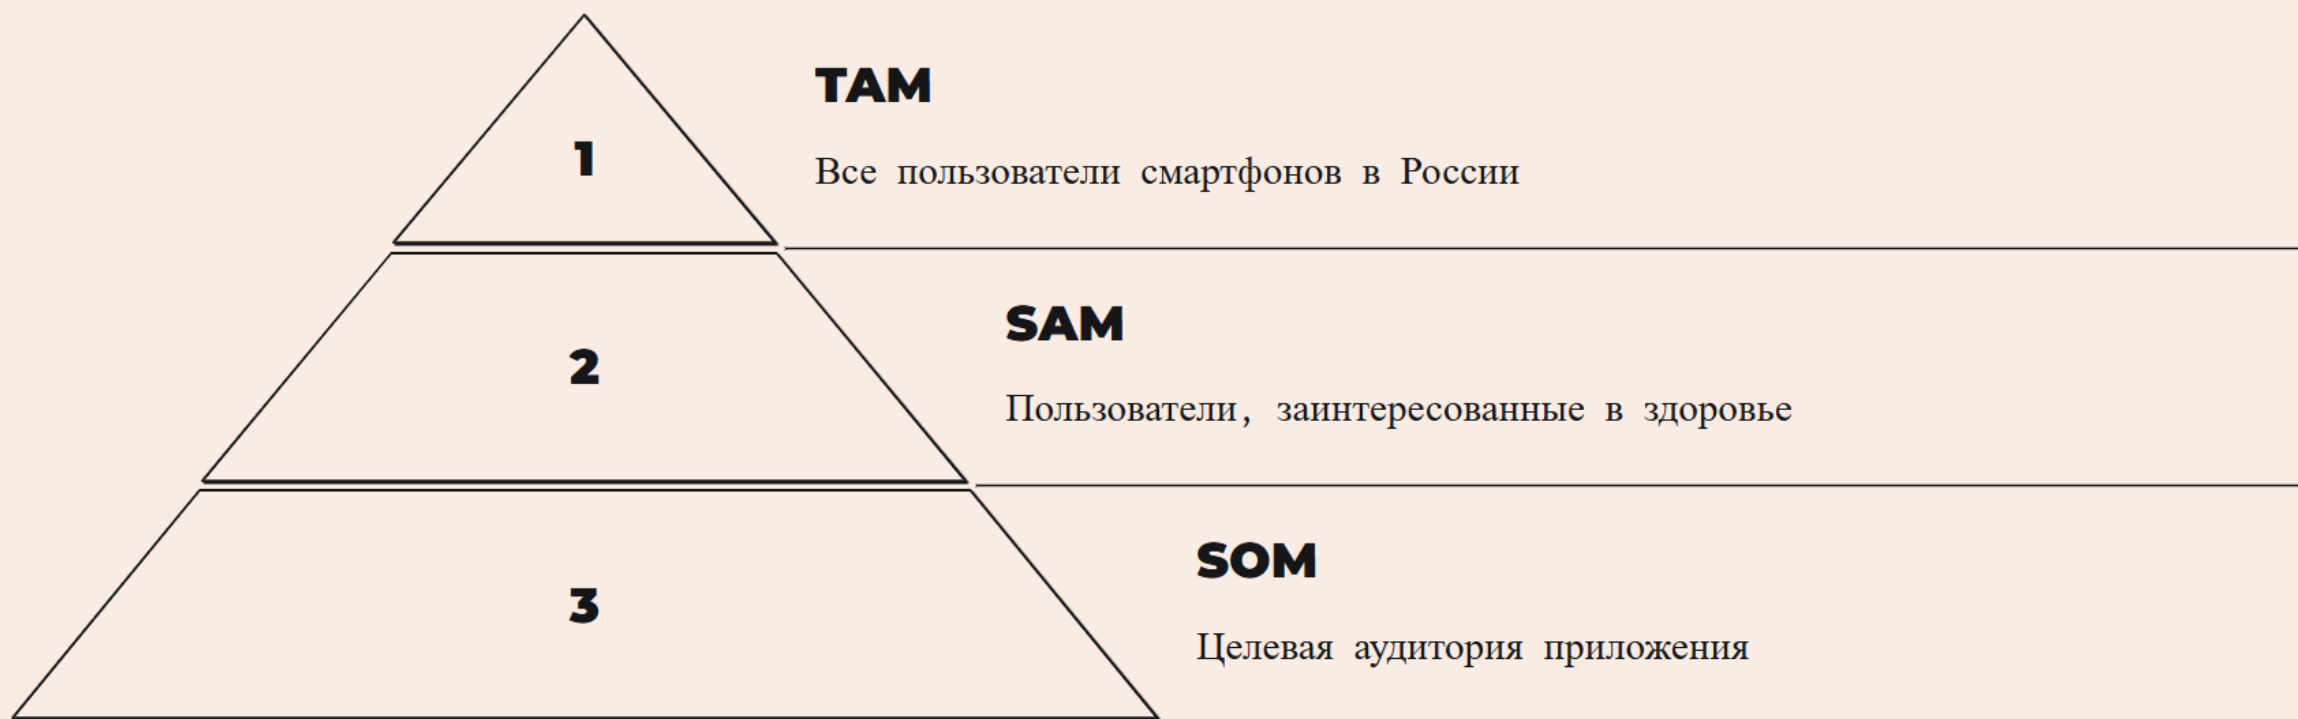 TAM
1
Все пользователи смартфонов в России
SAM
2
Пользователи, заинтересованные в здоровье
SOM
3
Целевая аудитория приложения